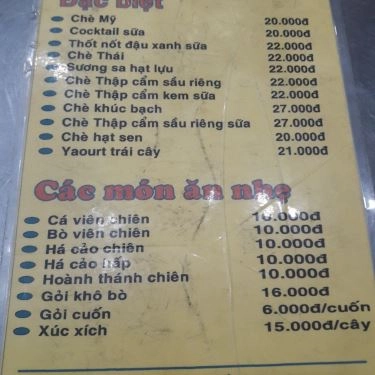 Đặc biệt
Chè Mỹ 20.000đ
Cocktail sữa 20.000đ
Thốt nốt đậu xanh sữa 22.000đ
Chè Thái 22.000đ
Sương sa hạt lựu 22.000đ
Chè Thập cẩm sầu riêng 22.000đ
Chè Thập cẩm kem sữa 22.000đ
Chè khúc bạch 27.000đ
Chè Thập cẩm sầu riêng sữa 27.000đ
Chè hạt sen 20.000đ
Yaourt trái cây 21.000đ
Các món ăn nhẹ
Cá viên chiên 10.000đ
Bò viên chiên 10.000đ
Há cảo chiên 10.000đ
Há cảo hấp 10.000đ
Hoành thánh chiên 10.000đ
Gỏi khô bò 16.000đ
Gỏi cuốn 6.000đ/cuốn
Xúc xích 15.000đ/cây